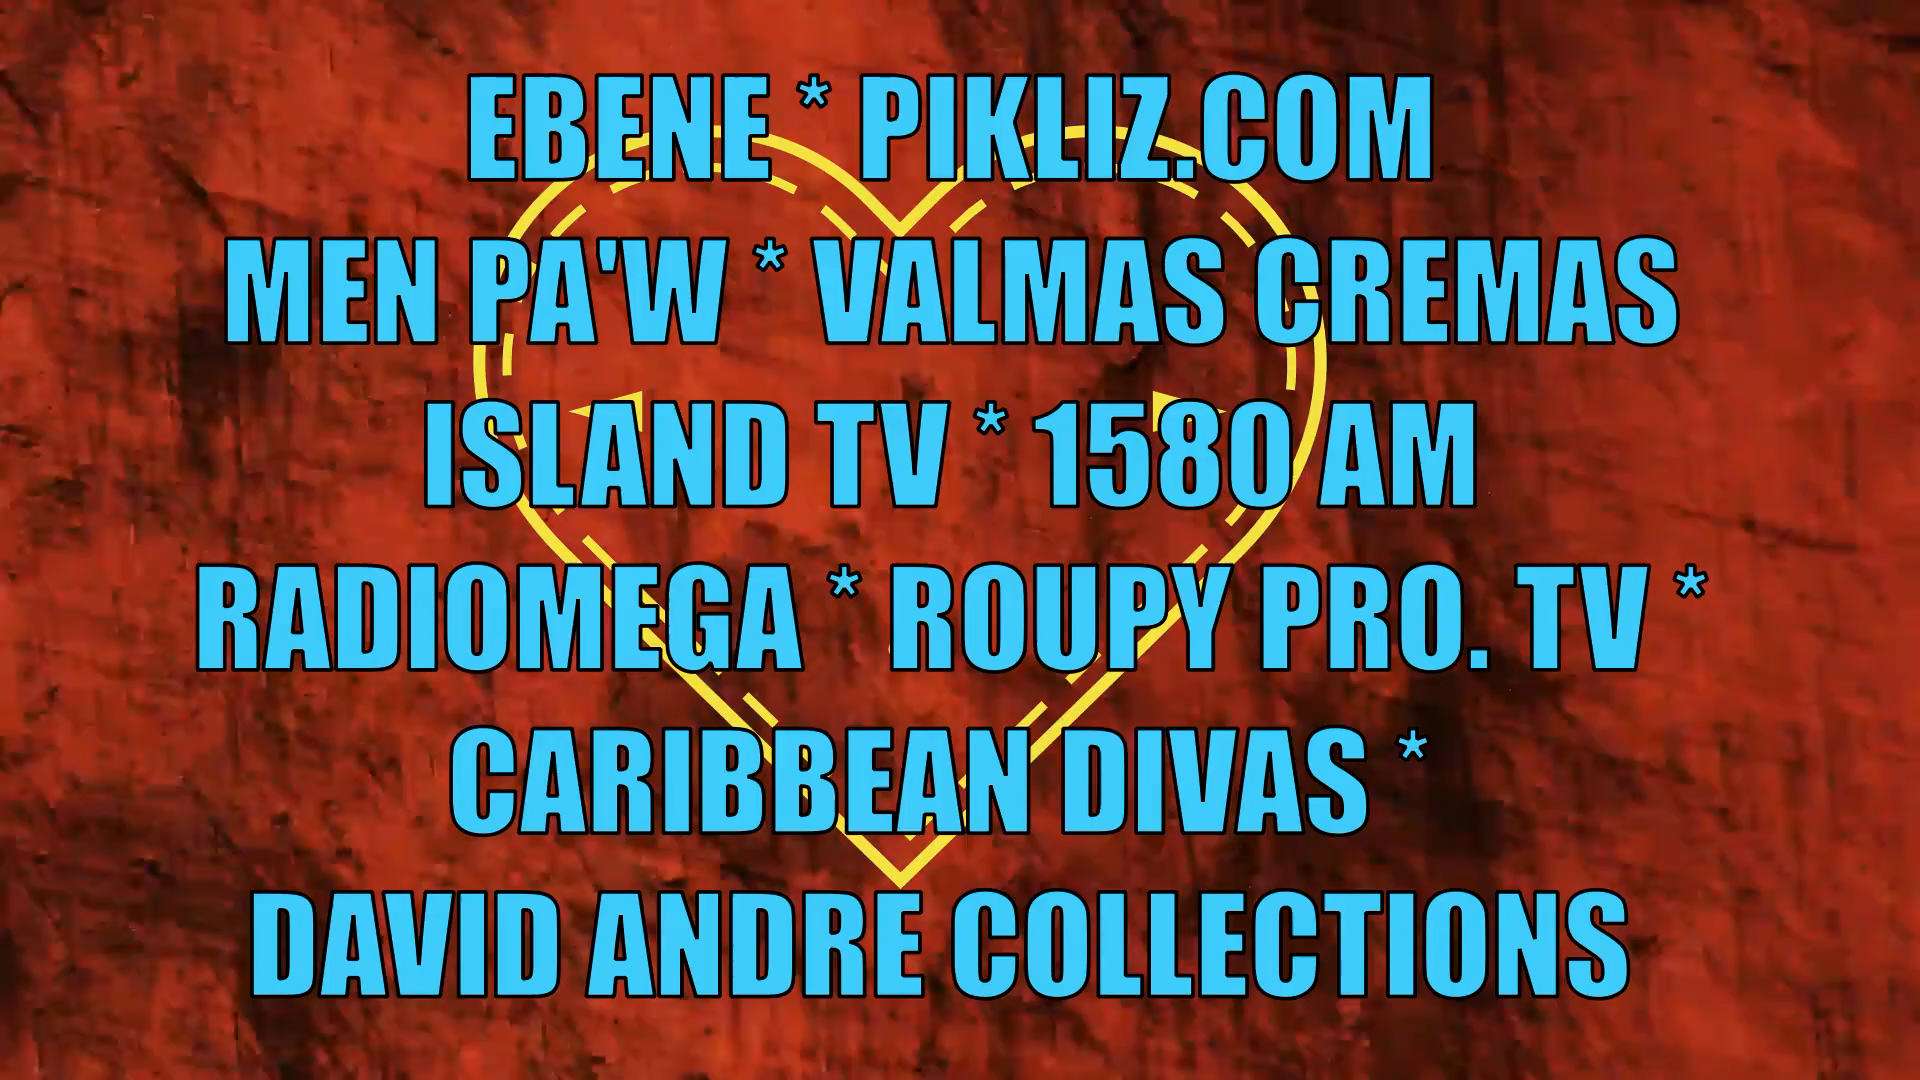 EBENE * PIKLIZ.COM
MEN PA'W * VALMAS CREMAS
ISLAND TV * 1580 AM
RADIOMEGA * ROUPY PRO. TV *
CARIBBEAN DIVAS *
DAVID ANDRE COLLECTIONS